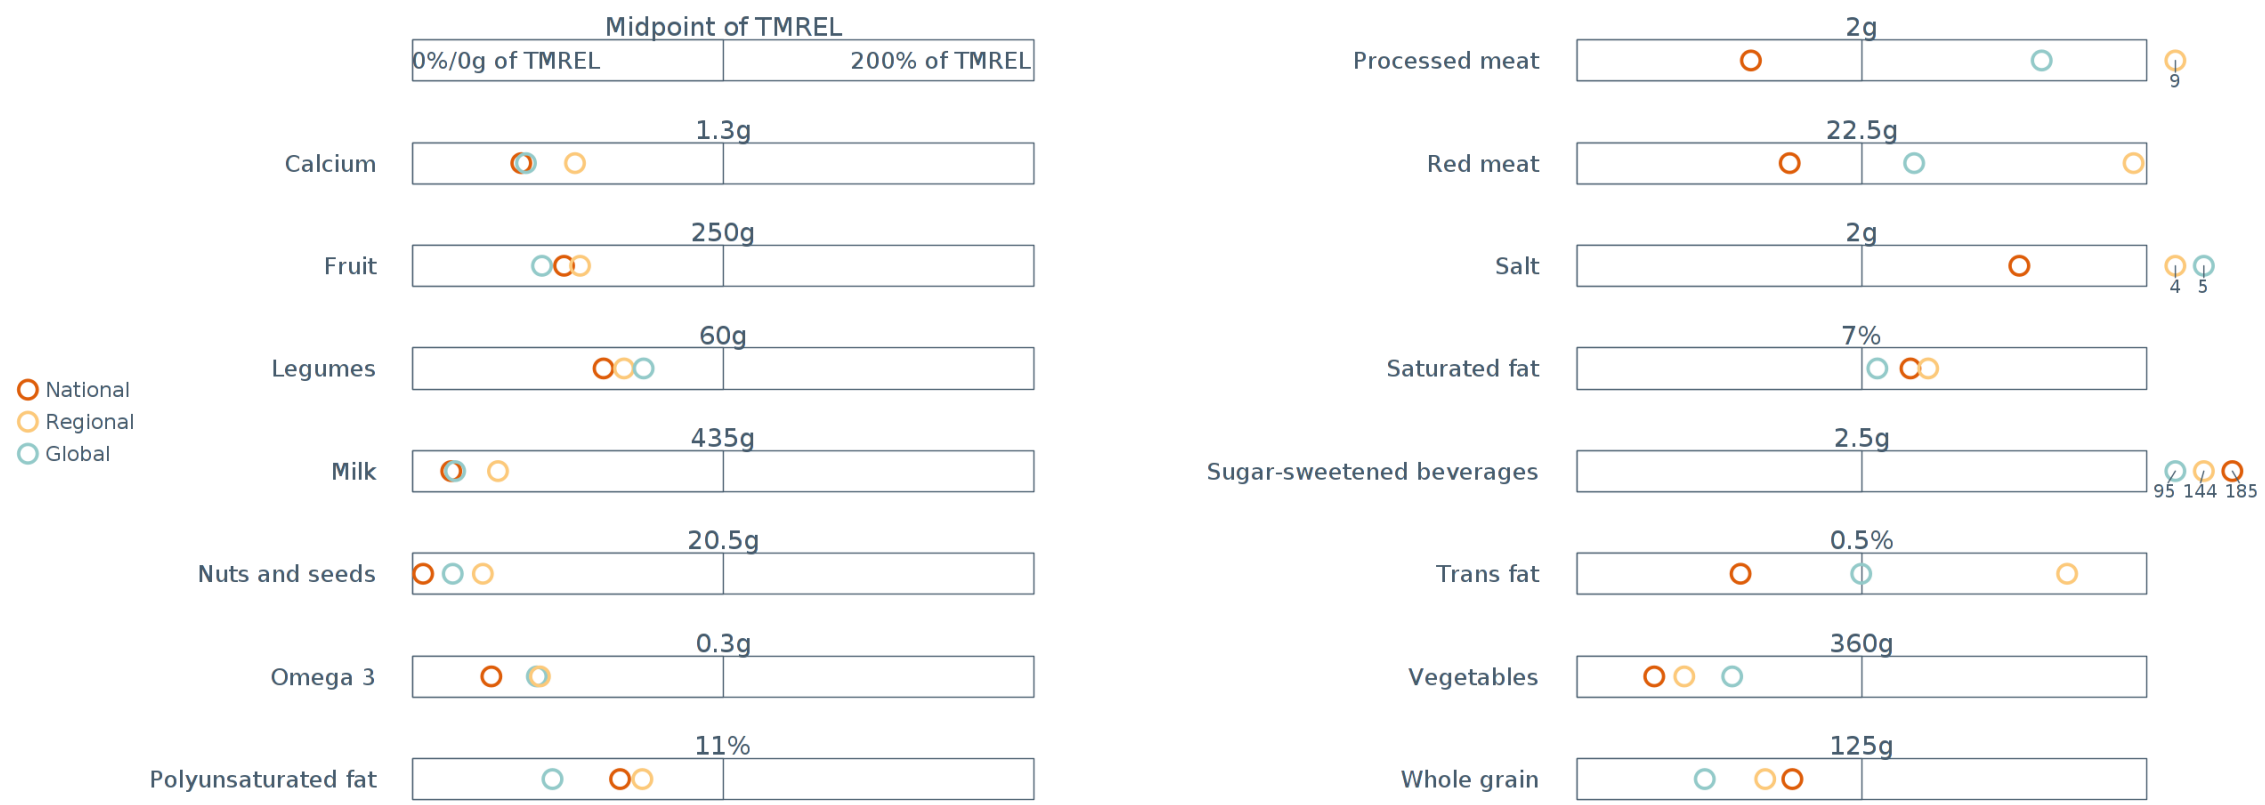 Midpoint of TMREL
0%/0g of TMREL 200% of TMREL
Calcium
1.3g
Fruit
250g
Legumes
60g
Milk
435g
Nuts and seeds
20.5g
Omega 3
0.3g
Polyunsaturated fat
11%
National
Regional
Global
Processed meat
2g
9
Red meat
22.5g
Salt
2g
4 5
Saturated fat
7%
Sugar-sweetened beverages
2.5g
95 144 185
Trans fat
0.5%
Vegetables
360g
Whole grain
125g